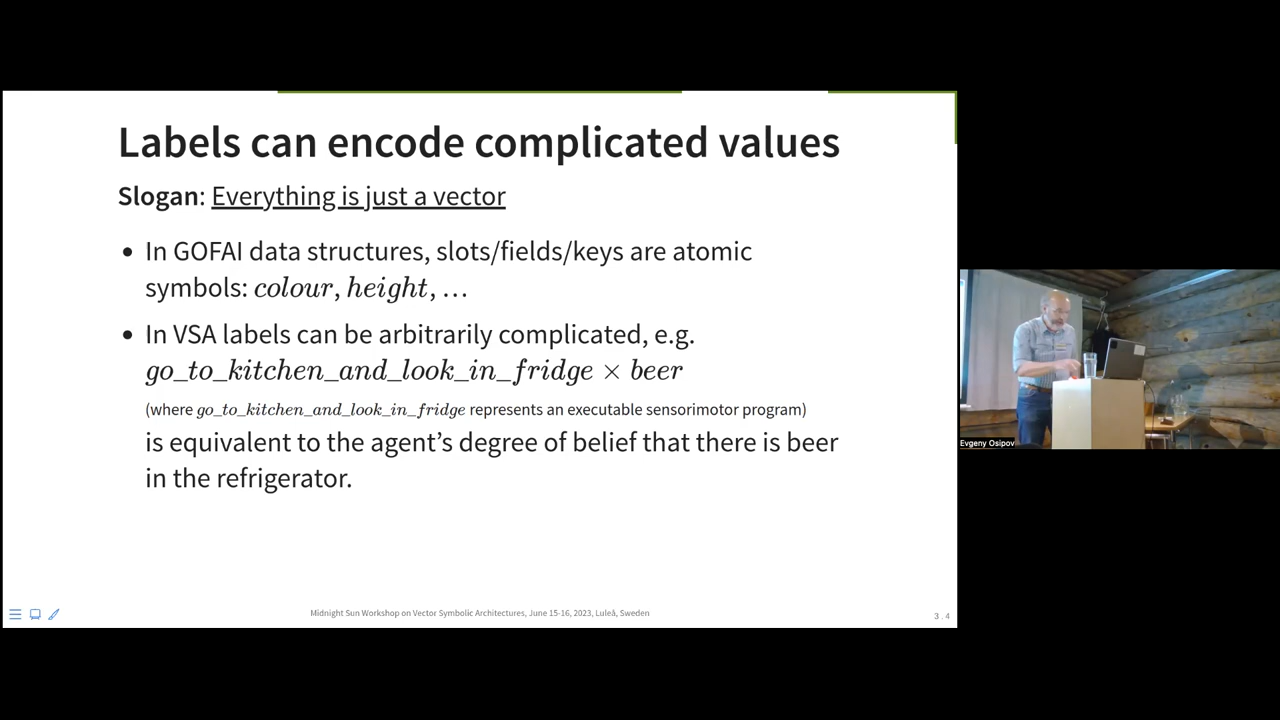 Labels can encode complicated values
Slogan: Everything is just a vector
• In GOFAI data structures, slots/fields/keys are atomic
symbols: colour, height, …
• In VSA labels can be arbitrarily complicated, e.g.
go_to_kitchen_and_look_in_fridge × beer
(where go_to_kitchen_and_look_in_fridge represents an executable sensorimotor program)
is equivalent to the agent’s degree of belief that there is beer
in the refrigerator.
Midnight Sun Workshop on Vector Symbolic Architectures, June 15-16, 2023, Luleå, Sweden
3 . 4
Evgeny Osipov